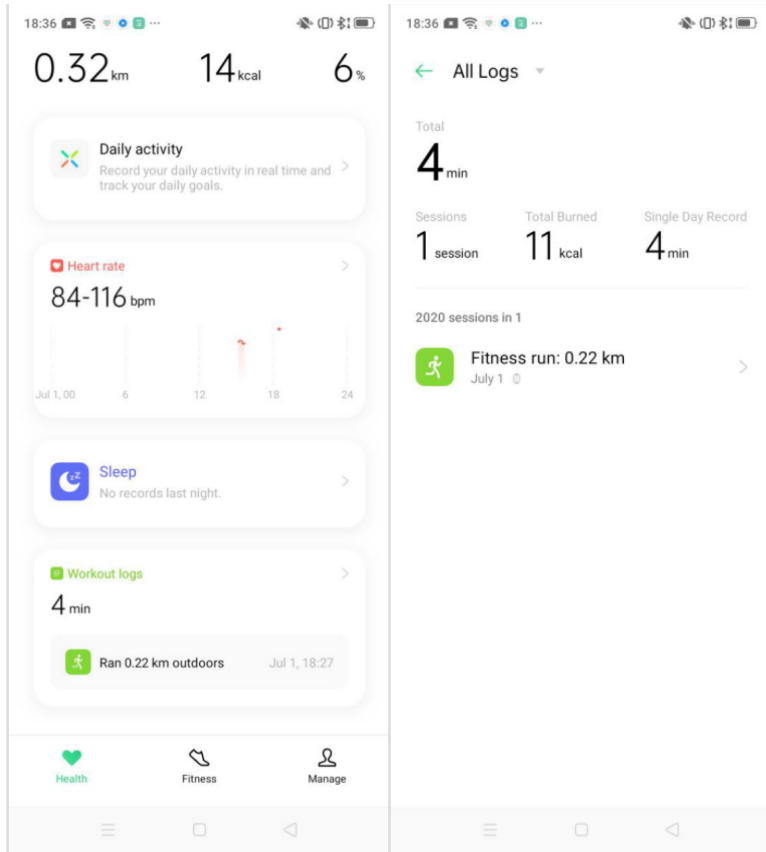 18:36
0.32 km 14 kcal 6 %
Daily activity
Record your daily activity in real time and
track your daily goals.
Heart rate
84-116 bpm
Jul 1, 00 6 12 18 24
Sleep
No records last night.
Workout logs
4 min
Ran 0.22 km outdoors Jul 1, 18:27
Health Fitness Manage
18:36
All Logs
Total
4 min
Sessions Total Burned Single Day Record
1 session 11 kcal 4 min
2020 sessions in 1
Fitness run: 0.22 km
July 1